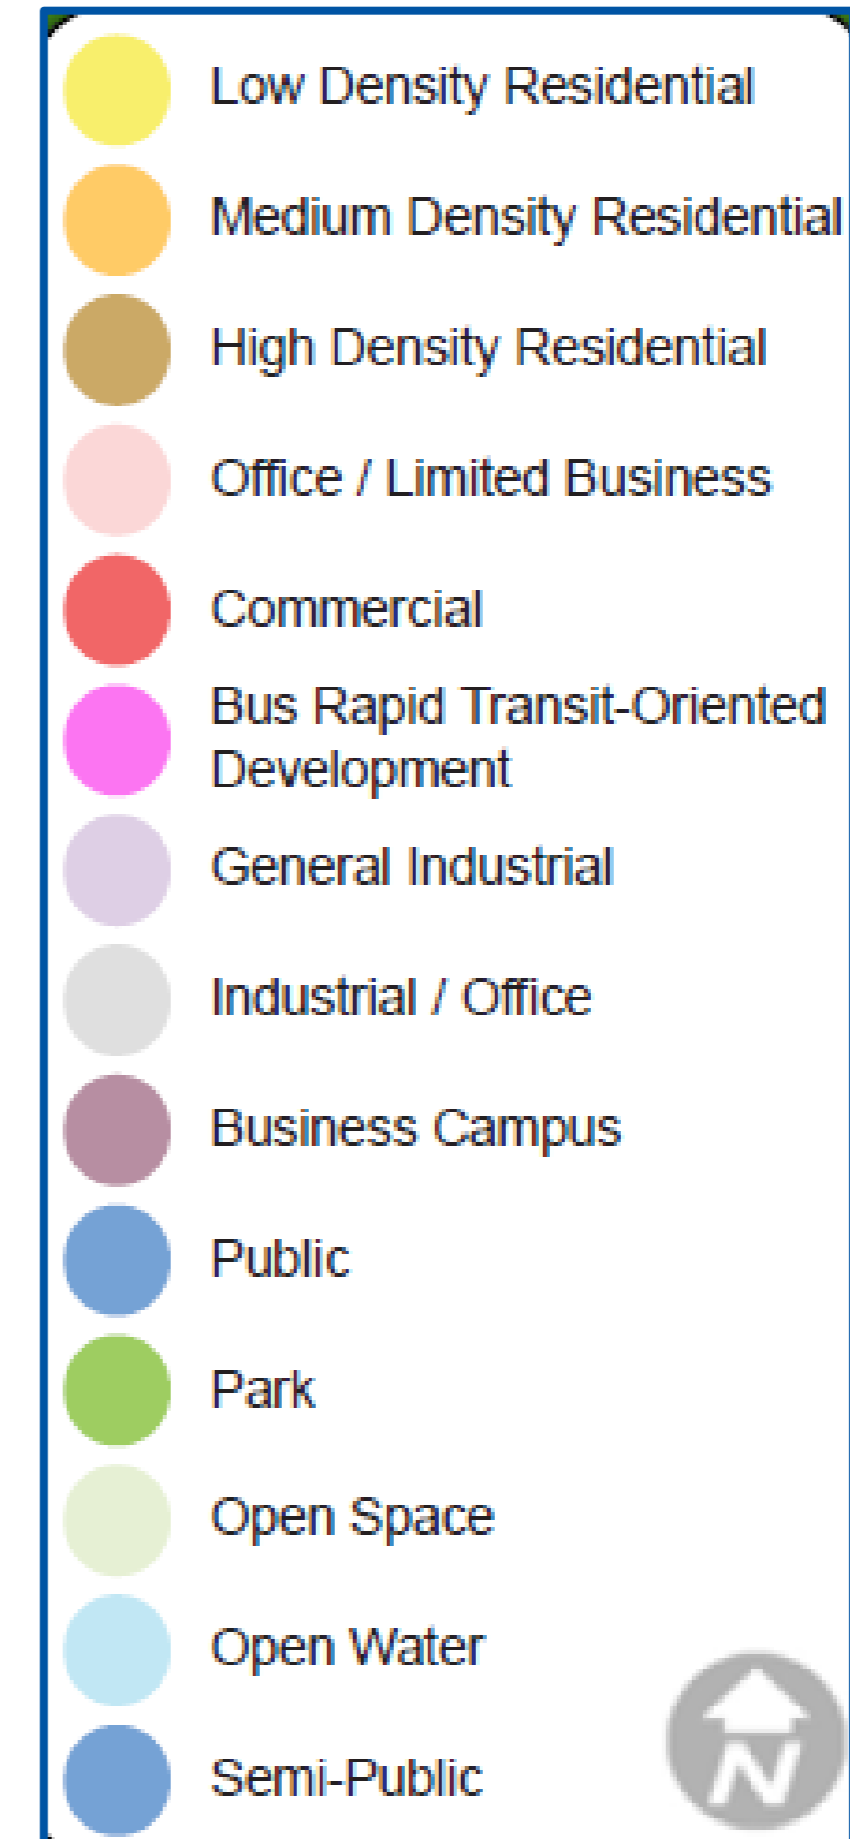 Low Density Residential
Medium Density Residential
High Density Residential
Office / Limited Business
Commercial
Bus Rapid Transit-Oriented
Development
General Industrial
Industrial / Office
Business Campus
Public
Park
Open Space
Open Water
Semi-Public
N